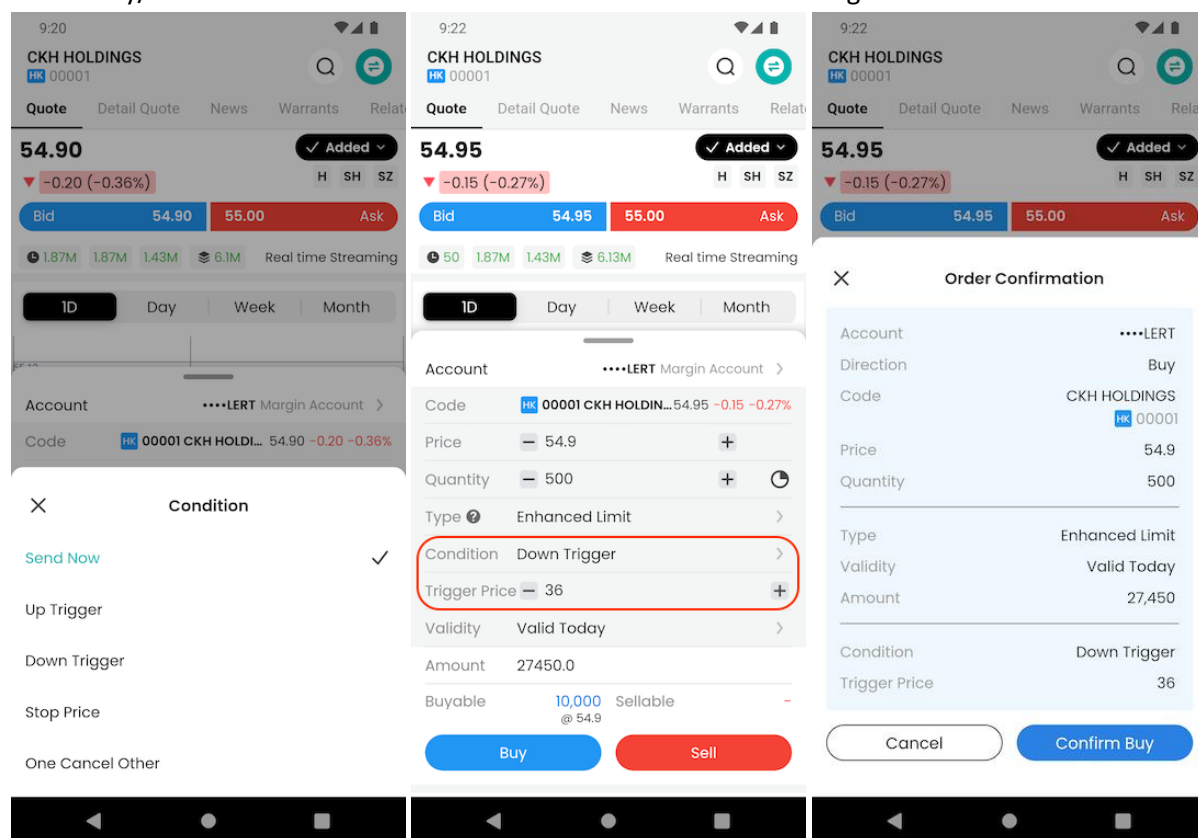 9:20
CKH HOLDINGS
HK 00001
Quote Detail Quote News Warrants Relat
54.90
✓ Added
▼ -0.20 (-0.36%)
H SH SZ
Bid 54.90 55.00 Ask
1.87M 1.87M 1.43M 6.1M Real time Streaming
1D Day Week Month
Account ••••LERT Margin Account >
Code HK 00001 CKH HOLDI... 54.90 -0.20 -0.36%
Condition
Send Now ✓
Up Trigger
Down Trigger
Stop Price
One Cancel Other
9:22
CKH HOLDINGS
HK 00001
Quote Detail Quote News Warrants Relat
54.95
✓ Added
▼ -0.15 (-0.27%)
H SH SZ
Bid 54.95 55.00 Ask
50 1.87M 1.43M 6.13M Real time Streaming
1D Day Week Month
Account ••••LERT Margin Account >
Code HK 00001 CKH HOLDIN... 54.95 -0.15 -0.27%
Price − 54.9 +
Quantity − 500 +
Type ? Enhanced Limit >
Condition Down Trigger >
Trigger Price − 36 +
Validity Valid Today >
Amount 27450.0
Buyable 10,000 Sellable -
@ 54.9
Buy Sell
9:22
CKH HOLDINGS
HK 00001
Quote Detail Quote News Warrants Rela
54.95
✓ Added
▼ -0.15 (-0.27%)
H SH SZ
Bid 54.95 55.00 Ask
Order Confirmation
Account ••••LERT
Direction Buy
Code CKH HOLDINGS
HK 00001
Price 54.9
Quantity 500
Type Enhanced Limit
Validity Valid Today
Amount 27,450
Condition Down Trigger
Trigger Price 36
Cancel Confirm Buy